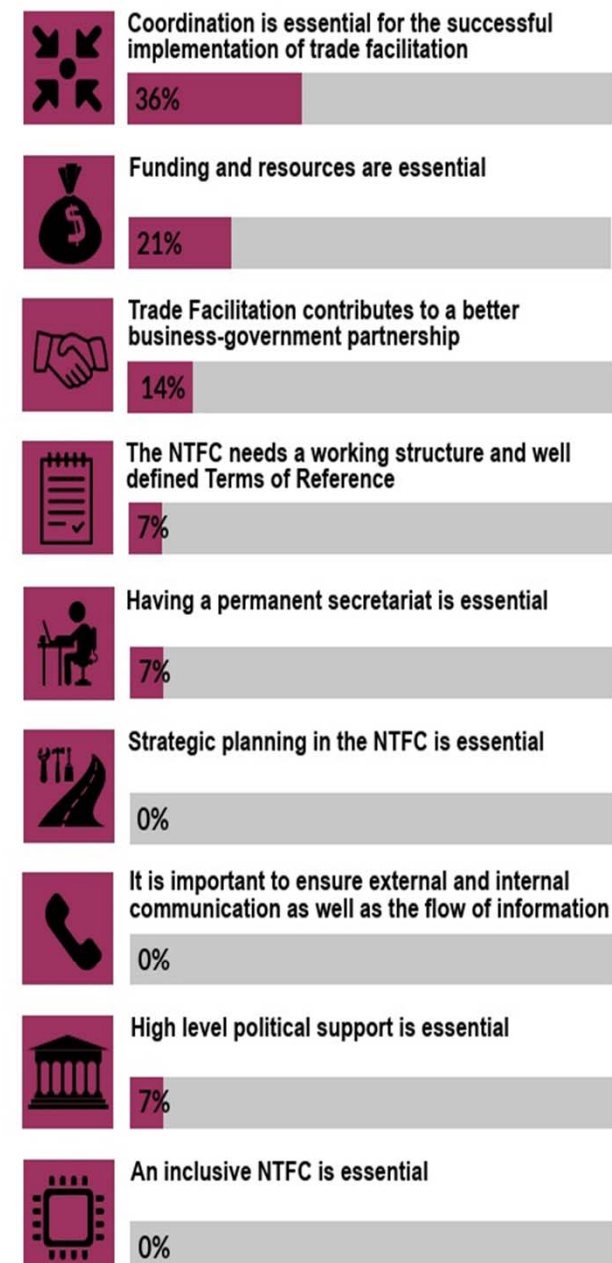 Coordination is essential for the successful
implementation of trade facilitation
36%
Funding and resources are essential
$
21%
Trade Facilitation contributes to a better
business-government partnership
14%
The NTFC needs a working structure and well
defined Terms of Reference
7%
Having a permanent secretariat is essential
7%
Strategic planning in the NTFC is essential
0%
It is important to ensure external and internal
communication as well as the flow of information
0%
High level political support is essential
7%
An inclusive NTFC is essential
0%